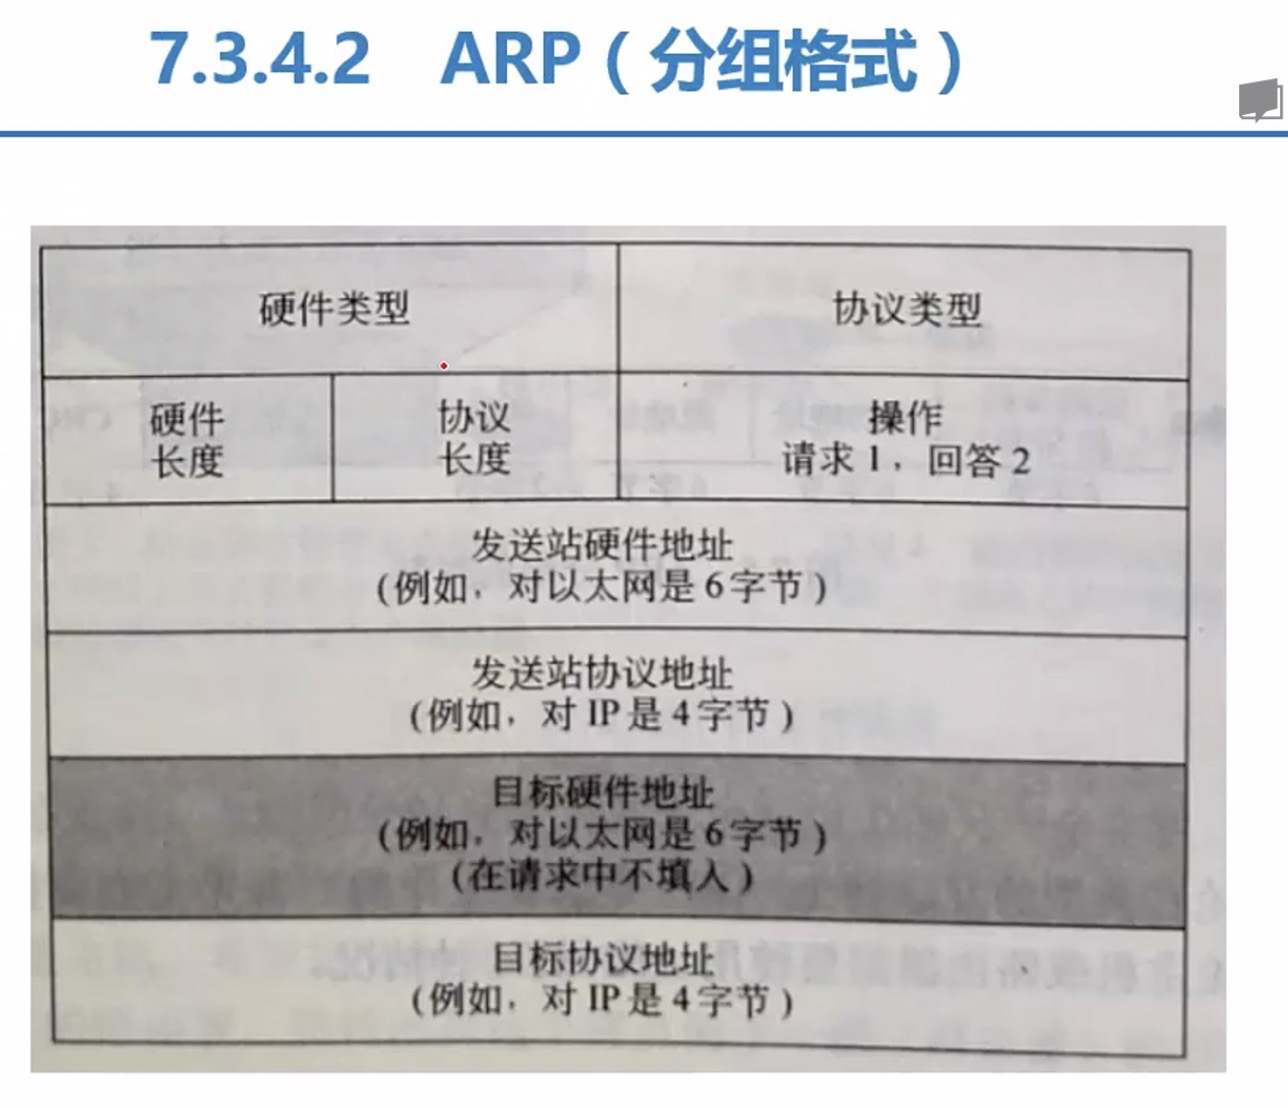 7.3.4.2 ARP（分组格式）
硬件类型
协议类型
硬件
长度
协议
长度
操作
请求1，回答2
发送站硬件地址
(例如，对以太网是6字节)
发送站协议地址
(例如，对IP是4字节)
目标硬件地址
(例如，对以太网是6字节)
(在请求中不填入)
目标协议地址
(例如，对IP是4字节)